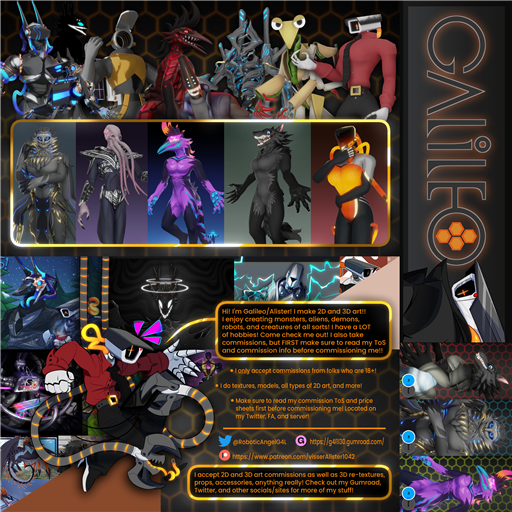 GALILEO
Hi! I'm Galileo/Alister! I make 2D and 3D art!!
I enjoy creating monsters, aliens, demons,
robots, and creatures of all sorts! I have a LOT
of hobbies! Come check me out! I also take
commissions, but FIRST make sure to read my ToS
and commission info before commissioning me!!
• I only accept commissions from folks who are 18+!
• I do textures, models, all types of 2D art, and more!
• Make sure to read my commission ToS and price
sheets first before commissioning me! Located on
my Twitter, FA, and server!
@RoboticAngelG4L
https://g4l130.gumroad.com/
https://www.patreon.com/visserAlister1042
I accept 2D and 3D art commissions as well as 3D re-textures,
props, accessories, anything really! Check out my Gumroad,
Twitter, and other socials/sites for more of my stuff!